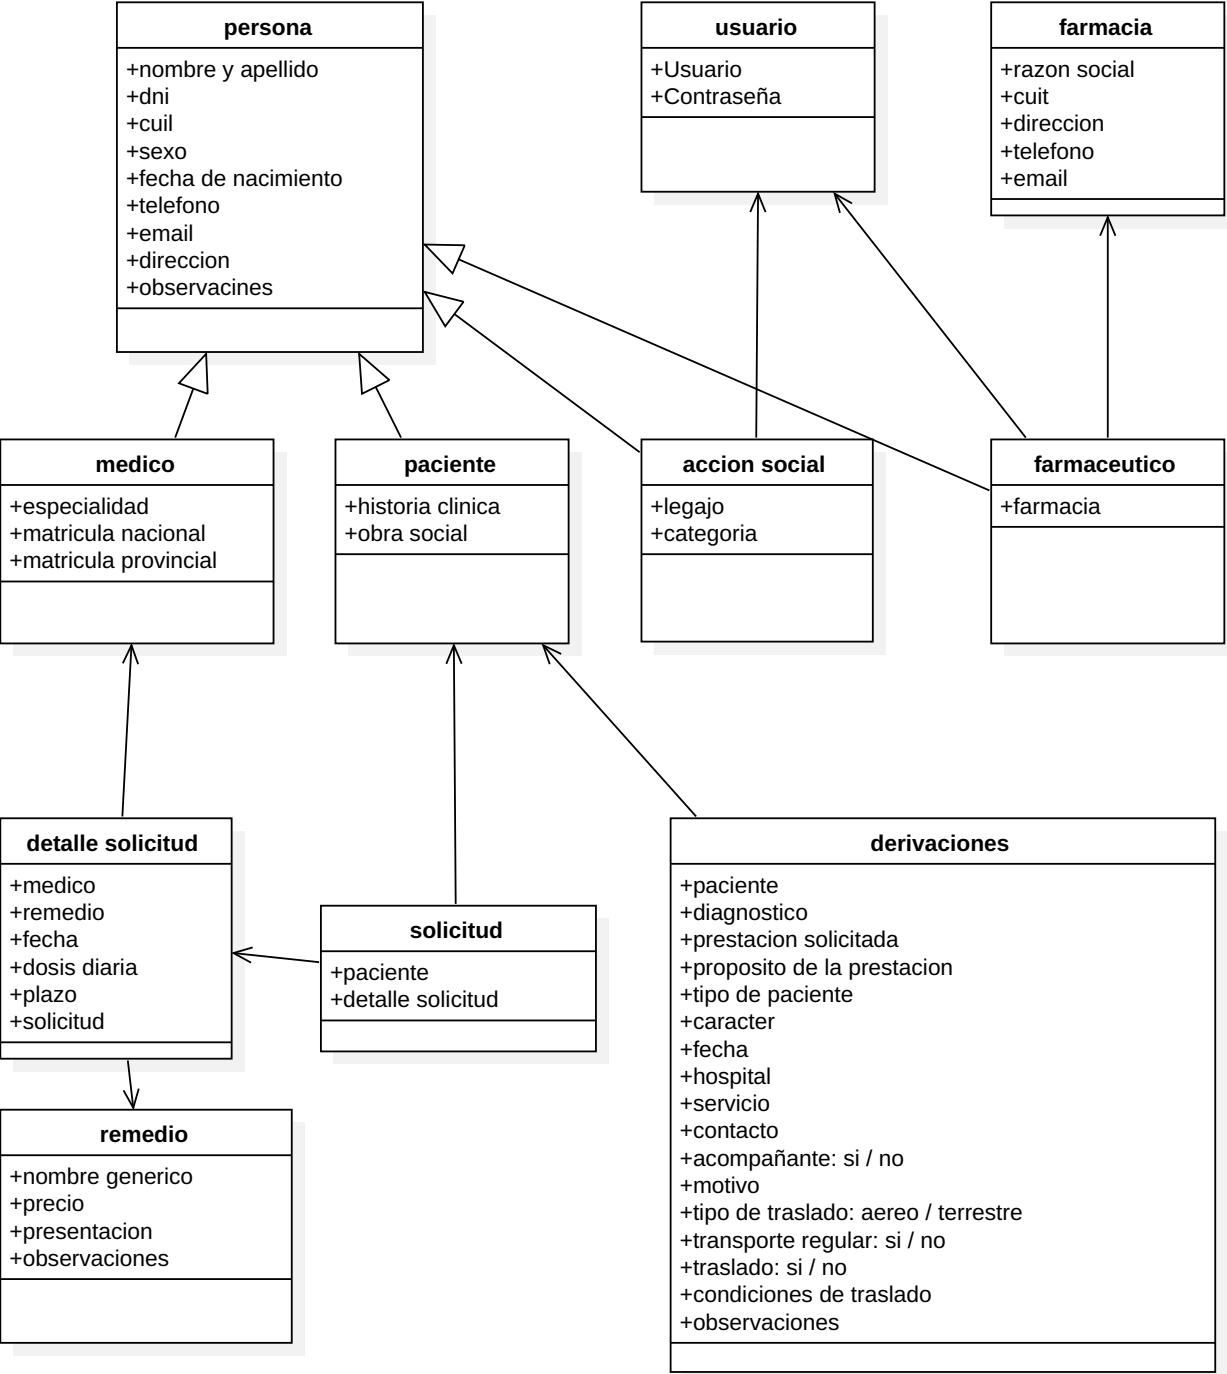 persona
+nombre y apellido
+dni
+cuil
+sexo
+fecha de nacimiento
+telefono
+email
+direccion
+observacines
usuario
+Usuario
+Contraseña
farmacia
+razon social
+cuit
+direccion
+telefono
+email
medico
+especialidad
+matricula nacional
+matricula provincial
paciente
+historia clinica
+obra social
accion social
+legajo
+categoria
farmaceutico
+farmacia
detalle solicitud
+medico
+remedio
+fecha
+dosis diaria
+plazo
+solicitud
solicitud
+paciente
+detalle solicitud
derivaciones
+paciente
+diagnostico
+prestacion solicitada
+proposito de la prestacion
+tipo de paciente
+caracter
+fecha
+hospital
+servicio
+contacto
+acompañante: si / no
+motivo
+tipo de traslado: aereo / terrestre
+transporte regular: si / no
+traslado: si / no
+condiciones de traslado
+observaciones
remedio
+nombre generico
+precio
+presentacion
+observaciones